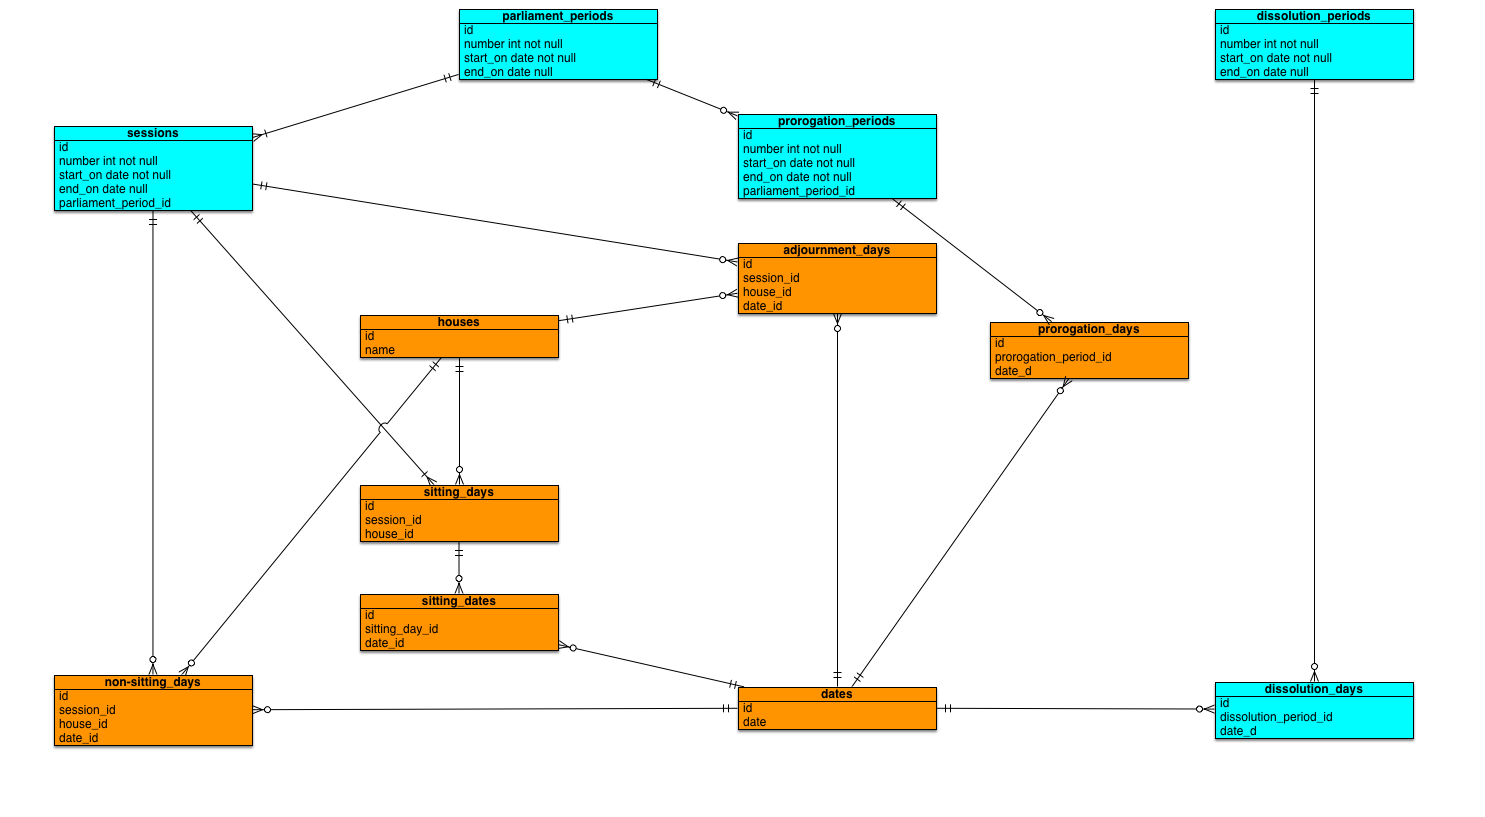 parliament_periods
id
number int not null
start_on date not null
end_on date null
dissolution_periods
id
number int not null
start_on date not null
end_on date null
sessions
id
number int not null
start_on date not null
end_on date null
parliament_period_id
prorogation_periods
id
number int not null
start_on date not null
end_on date not null
parliament_period_id
adjournment_days
id
session_id
house_id
date_id
houses
id
name
prorogation_days
id
prorogation_period_id
date_d
sitting_days
id
session_id
house_id
sitting_dates
id
sitting_day_id
date_id
non-sitting_days
id
session_id
house_id
date_id
dates
id
date
dissolution_days
id
dissolution_period_id
date_d